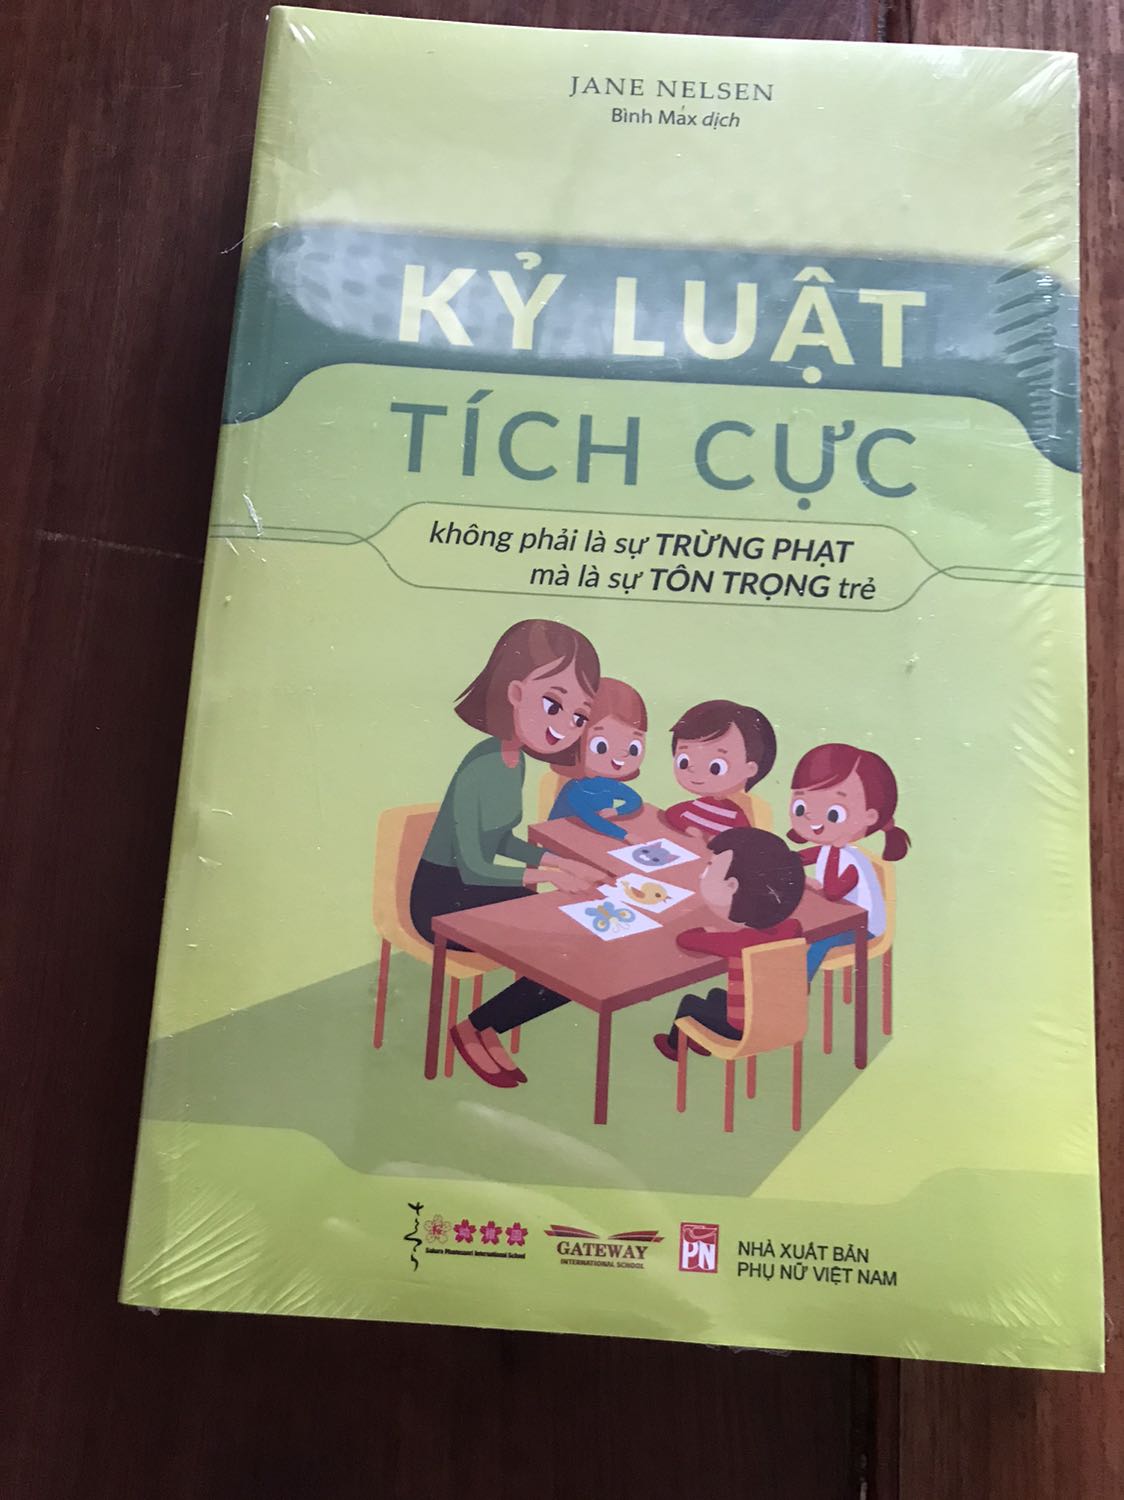 JANE NELSEN
Bình Max dịch
KỶ LUẬT
TÍCH CỰC
không phải là sự TRỪNG PHẠT
mà là sự TÔN TRỌNG trẻ
GATEWAY
INTERNATIONAL SCHOOL
PN
NHÀ XUẤT BẢN
PHỤ NỮ VIỆT NAM